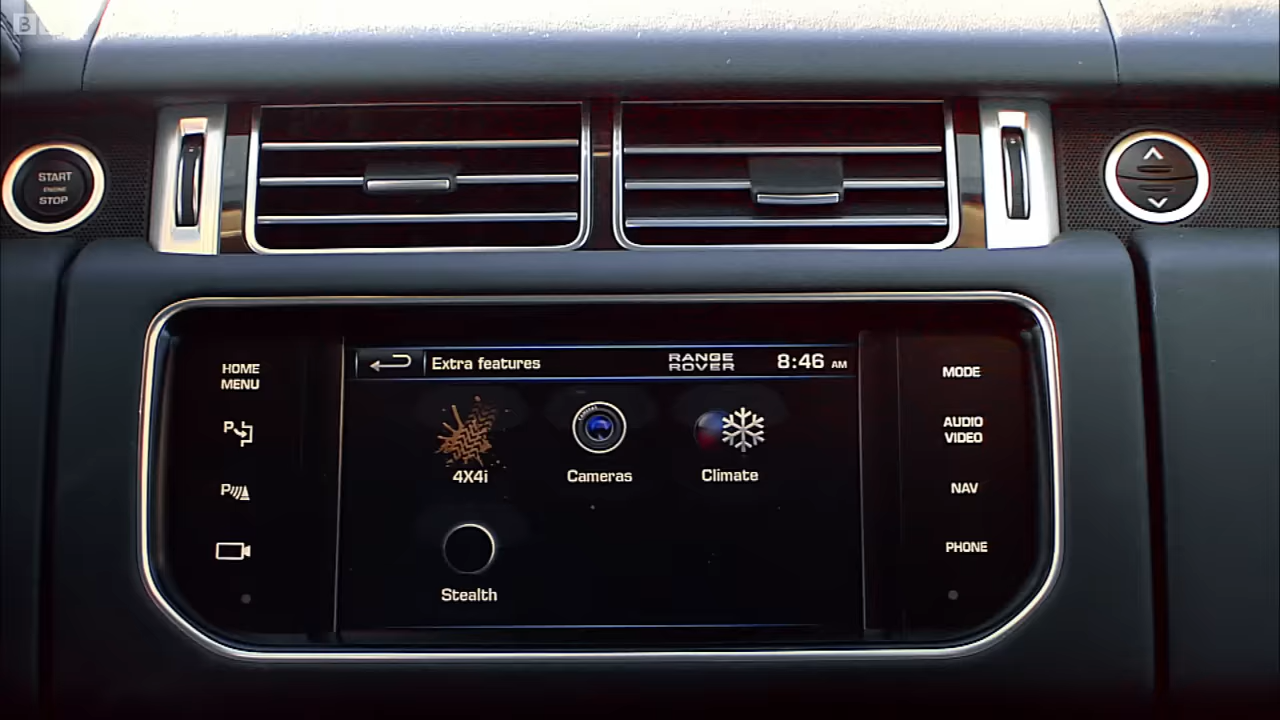 START
ENGINE
STOP
HOME
MENU
Extra features
RANGE
ROVER
8:46 AM
MODE
P
AUDIO
VIDEO
4X4i
Cameras
Climate
P
NAV
PHONE
Stealth